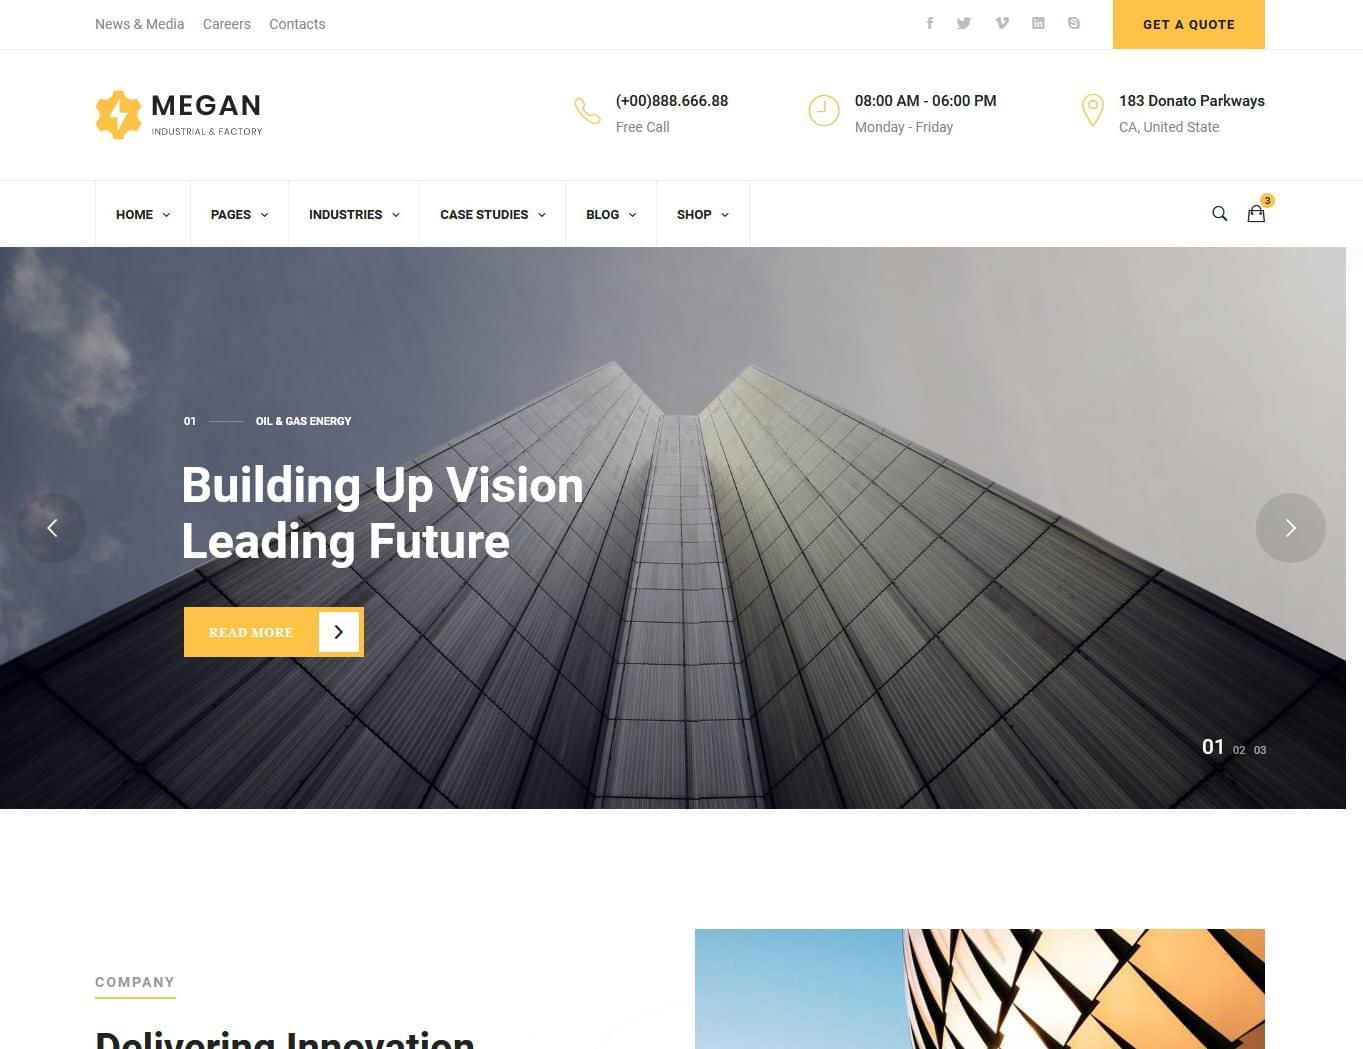 News & Media Careers Contacts
GET A QUOTE
MEGAN
INDUSTRIAL & FACTORY
(+00)888.666.88
Free Call
08:00 AM - 06:00 PM
Monday - Friday
183 Donato Parkways
CA, United State
HOME PAGES INDUSTRIES CASE STUDIES BLOG SHOP
3
01 OIL & GAS ENERGY
Building Up Vision
Leading Future
READ MORE
01 02 03
COMPANY
Delivering Innovation